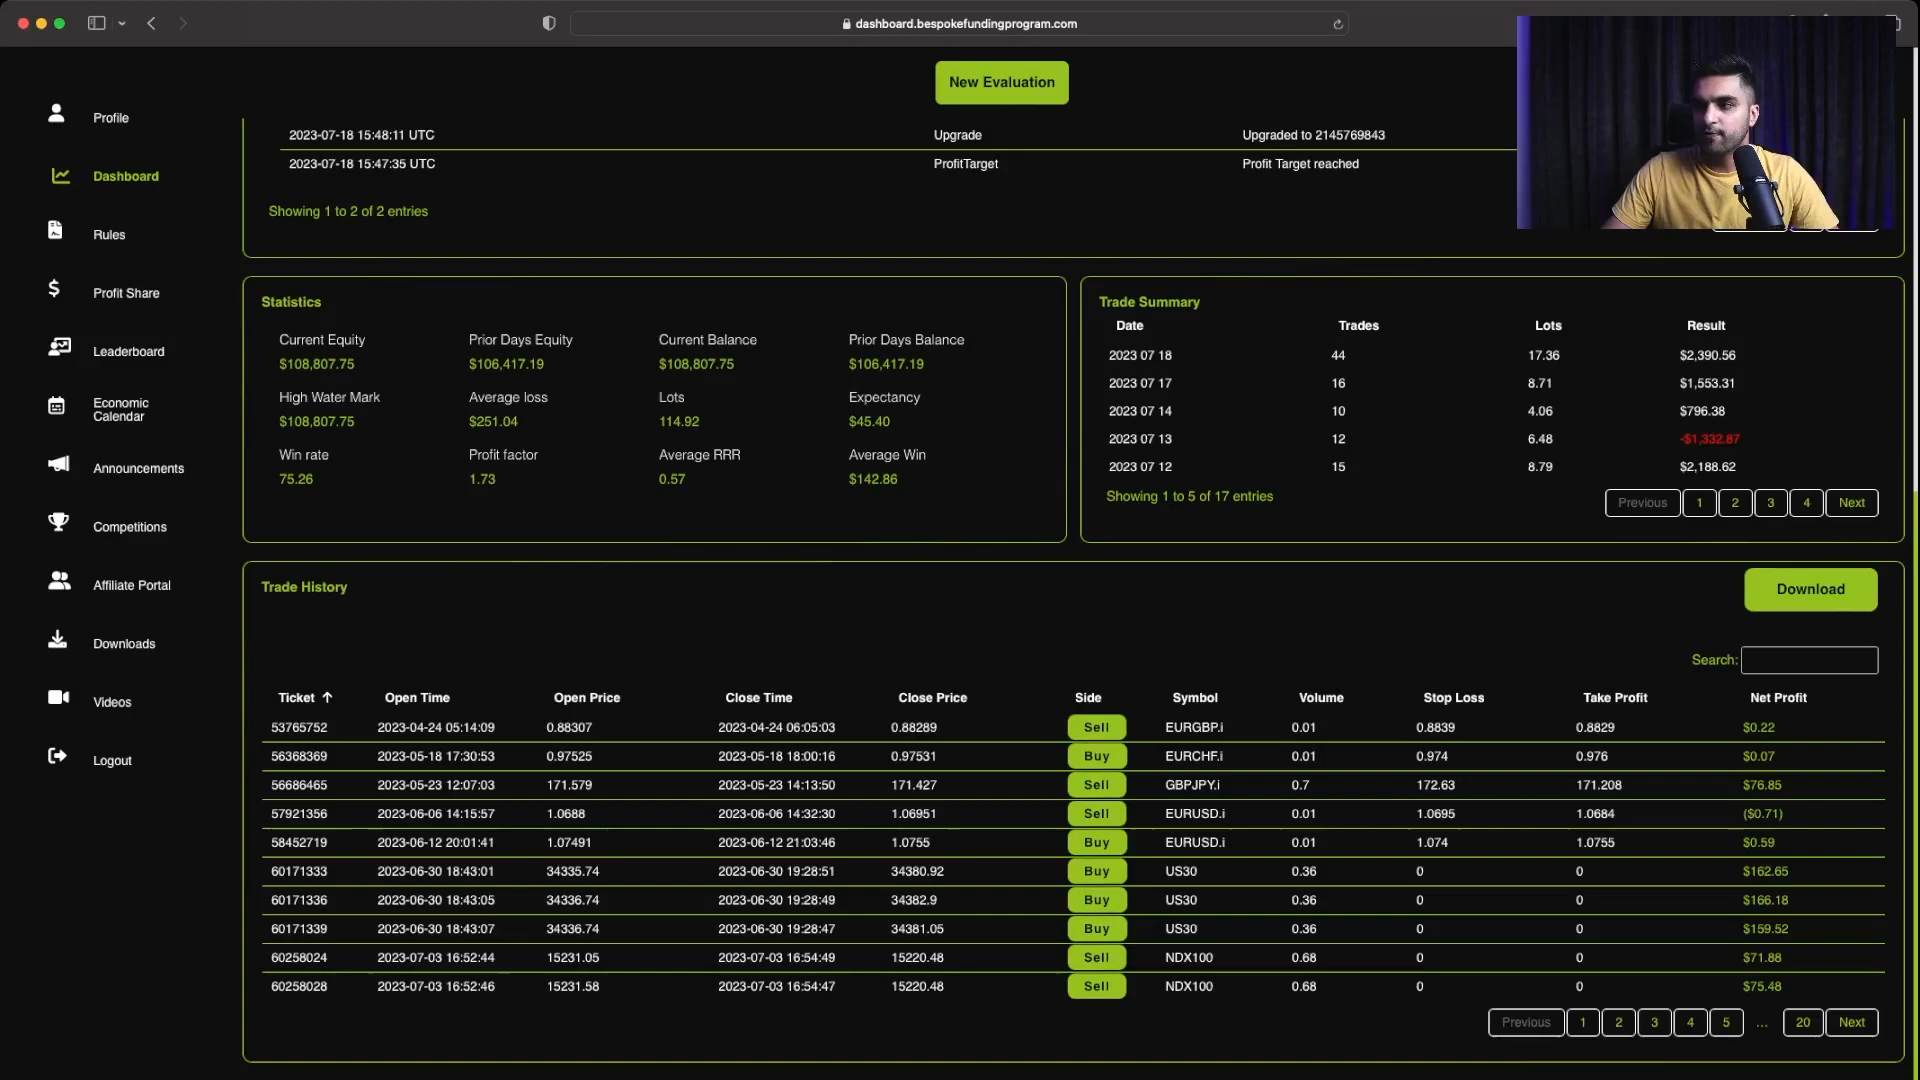 dashboard.bespokefundingprogram.com
New Evaluation
Profile
Dashboard
Rules
Profit Share
Leaderboard
Economic
Calendar
Announcements
Competitions
Affiliate Portal
Downloads
Videos
Logout
2023-07-18 15:48:11 UTC Upgrade Upgraded to 2145769843
2023-07-18 15:47:35 UTC ProfitTarget Profit Target reached
Showing 1 to 2 of 2 entries
Statistics
Current Equity Prior Days Equity Current Balance Prior Days Balance
$108,807.75 $106,417.19 $108,807.75 $106,417.19
High Water Mark Average loss Lots Expectancy
$108,807.75 $251.04 114.92 $45.40
Win rate Profit factor Average RRR Average Win
75.26 1.73 0.57 $142.86
Trade Summary
Date Trades Lots Result
2023 07 18 44 17.36 $2,390.56
2023 07 17 16 8.71 $1,553.31
2023 07 14 10 4.06 $796.38
2023 07 13 12 6.48 -$1,332.87
2023 07 12 15 8.79 $2,188.62
Showing 1 to 5 of 17 entries
Previous 1 2 3 4 Next
Trade History
Download
Search:
Ticket Open Time Open Price Close Time Close Price Side Symbol Volume Stop Loss Take Profit Net Profit
53765752 2023-04-24 05:14:09 0.88307 2023-04-24 06:05:03 0.88289 Sell EURGBP.i 0.01 0.8839 0.8829 $0.22
56368369 2023-05-18 17:30:53 0.97525 2023-05-18 18:00:16 0.97531 Buy EURCHF.i 0.01 0.974 0.976 $0.07
56686465 2023-05-23 12:07:03 171.579 2023-05-23 14:13:50 171.427 Sell GBPJPY.i 0.7 172.63 171.208 $76.85
57921356 2023-06-06 14:15:57 1.0688 2023-06-06 14:32:30 1.06951 Sell EURUSD.i 0.01 1.0695 1.0684 ($0.71)
58452719 2023-06-12 20:01:41 1.07491 2023-06-12 21:03:46 1.0755 Buy EURUSD.i 0.01 1.074 1.0755 $0.59
60171333 2023-06-30 18:43:01 34335.74 2023-06-30 19:28:51 34380.92 Buy US30 0.36 0 0 $162.65
60171336 2023-06-30 18:43:05 34336.74 2023-06-30 19:28:49 34382.9 Buy US30 0.36 0 0 $166.18
60171339 2023-06-30 18:43:07 34336.74 2023-06-30 19:28:47 34381.05 Buy US30 0.36 0 0 $159.52
60258024 2023-07-03 16:52:44 15231.05 2023-07-03 16:54:49 15220.48 Sell NDX100 0.68 0 0 $71.88
60258028 2023-07-03 16:52:46 15231.58 2023-07-03 16:54:47 15220.48 Sell NDX100 0.68 0 0 $75.48
Previous 1 2 3 4 5 ... 20 Next